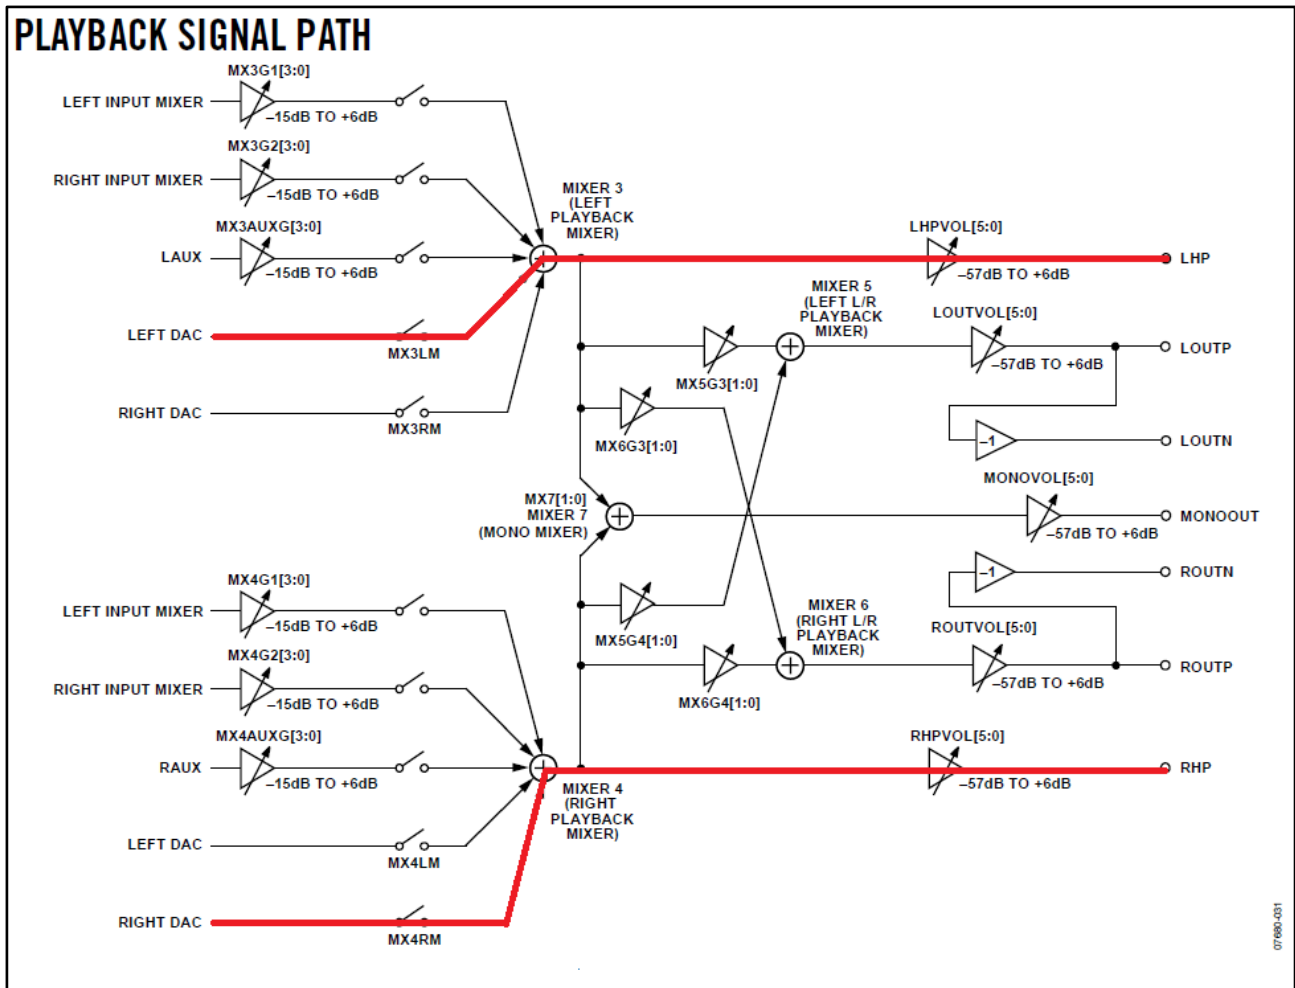 PLAYBACK SIGNAL PATH
MX3G1[3:0]
LEFT INPUT MIXER
–15dB TO +6dB
MX3G2[3:0]
RIGHT INPUT MIXER
–15dB TO +6dB
MX3AUXG[3:0]
LAUX
–15dB TO +6dB
LEFT DAC
MX3LM
RIGHT DAC
MX3RM
MIXER 3
(LEFT
PLAYBACK
MIXER)
LHPVOL[5:0]
–57dB TO +6dB
LHP
MIXER 5
(LEFT L/R
PLAYBACK
MIXER)
MX5G3[1:0]
LOUTVOL[5:0]
–57dB TO +6dB
LOUTP
MX6G3[1:0]
–1
LOUTN
MX7[1:0]
MIXER 7
(MONO MIXER)
MONOVOL[5:0]
–57dB TO +6dB
MONOOUT
–1
ROUTN
MX5G4[1:0]
MIXER 6
(RIGHT L/R
PLAYBACK
MIXER)
MX6G4[1:0]
ROUTVOL[5:0]
–57dB TO +6dB
ROUTP
MX4G1[3:0]
LEFT INPUT MIXER
–15dB TO +6dB
MX4G2[3:0]
RIGHT INPUT MIXER
–15dB TO +6dB
MX4AUXG[3:0]
RAUX
–15dB TO +6dB
LEFT DAC
MX4LM
RIGHT DAC
MX4RM
MIXER 4
(RIGHT
PLAYBACK
MIXER)
RHPVOL[5:0]
–57dB TO +6dB
RHP
07680-031